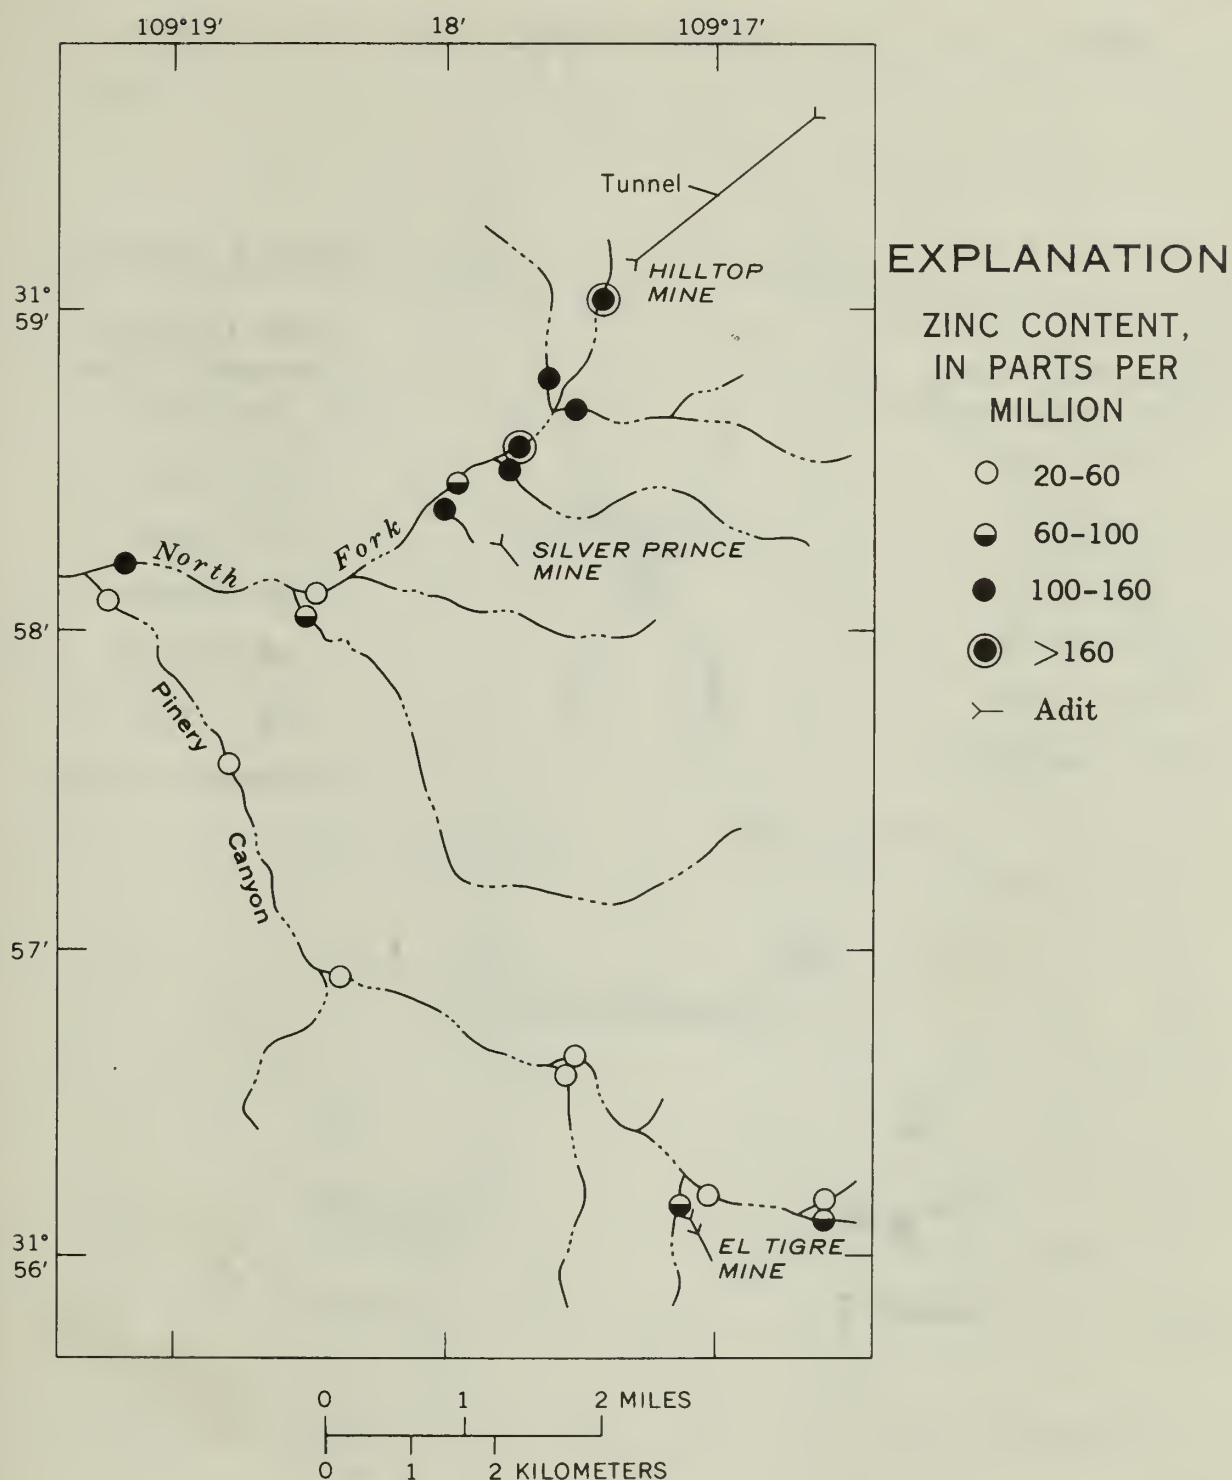 109°19′ 18′ 109°17′
Tunnel
HILLTOP
MINE
31°
59′
North Fork
SILVER PRINCE
MINE
58′
Pinery
Canyon
57′
31°
56′
EL TIGRE
MINE
0 1 2 MILES
0 1 2 KILOMETERS
EXPLANATION
ZINC CONTENT,
IN PARTS PER
MILLION
20–60
60–100
100–160
>160
Adit